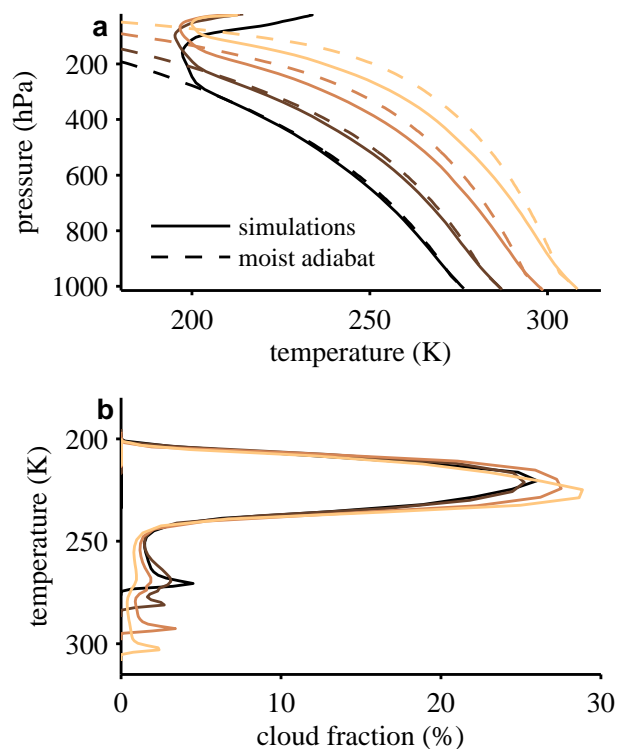 a
200
400
600
800
1000
pressure (hPa)
simulations
moist adiabat
200
250
300
temperature (K)
b
200
250
300
temperature (K)
0
10
20
30
cloud fraction (%)